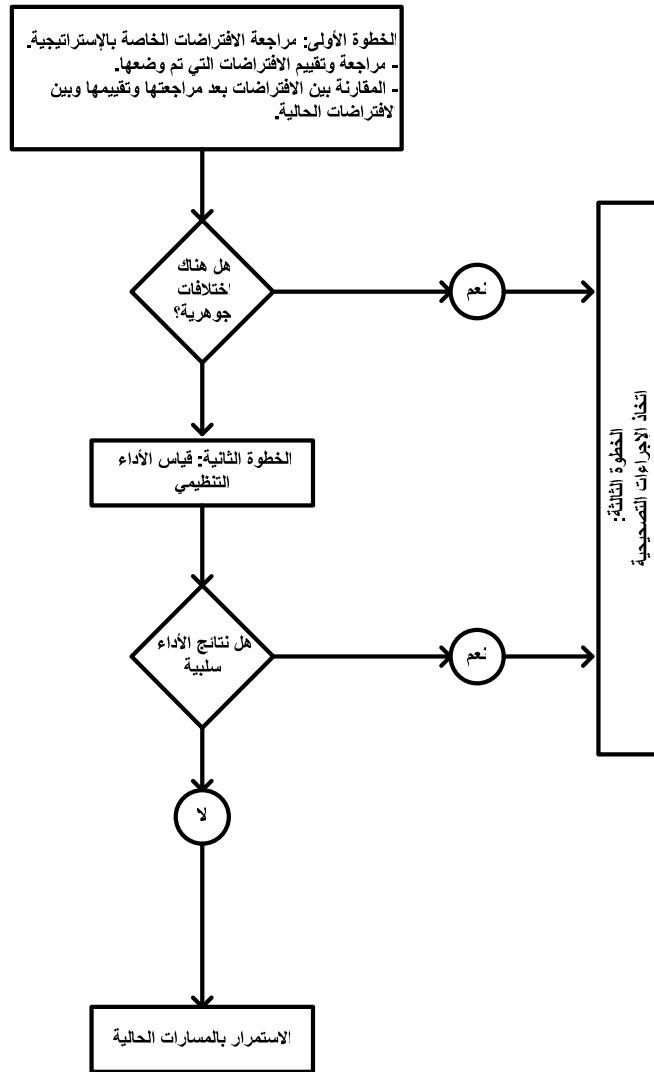 الخطوة الأولى: مراجعة الافتراضات الخاصة بالإستراتيجية.
- مراجعة وتقييم الافتراضات التي تم وضعها.
- المقارنة بين الافتراضات بعد مراجعتها وتقييمها وبين
لافتراضات الحالية.
هل هناك
اختلافات
جوهرية؟
نعم
الخطوة الثانية: قياس الأداء
التنظيمي
الخطوة الثالثة:
اتخاذ الإجراءات التصحيحية
هل نتائج الأداء
سلبية
نعم
لا
الاستمرار بالمسارات الحالية